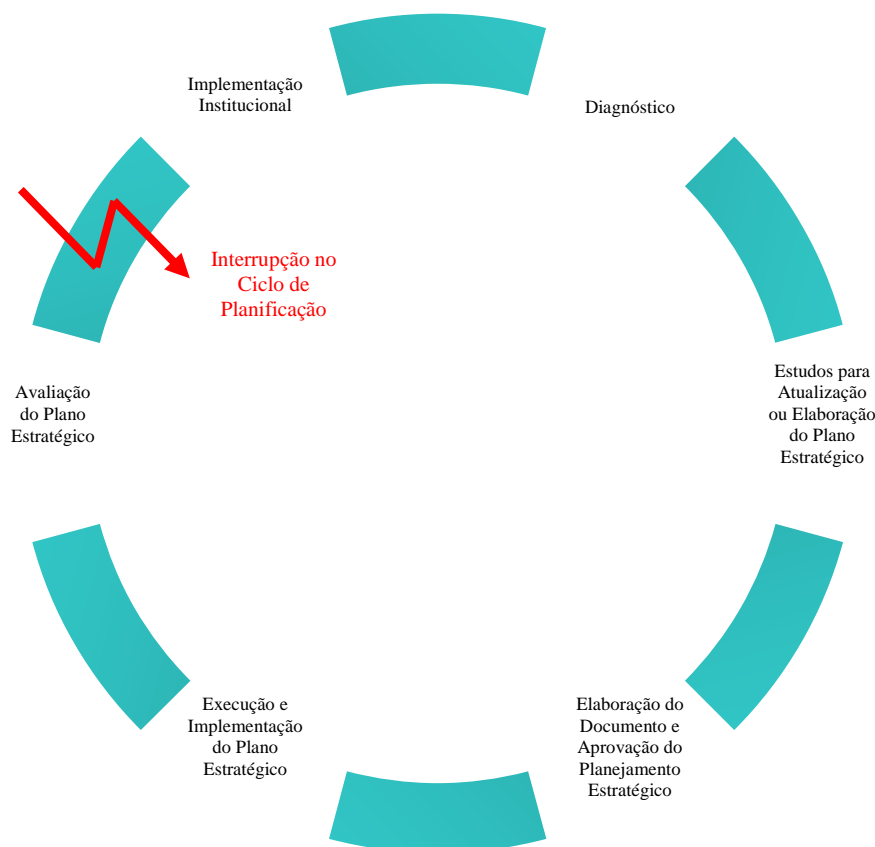 Implementação
Institucional
Diagnóstico
Interrupção no
Ciclo de
Planificação
Avaliação
do Plano
Estratégico
Estudos para
Atualização
ou Elaboração
do Plano
Estratégico
Execução e
Implementação
do Plano
Estratégico
Elaboração do
Documento e
Aprovação do
Planejamento
Estratégico